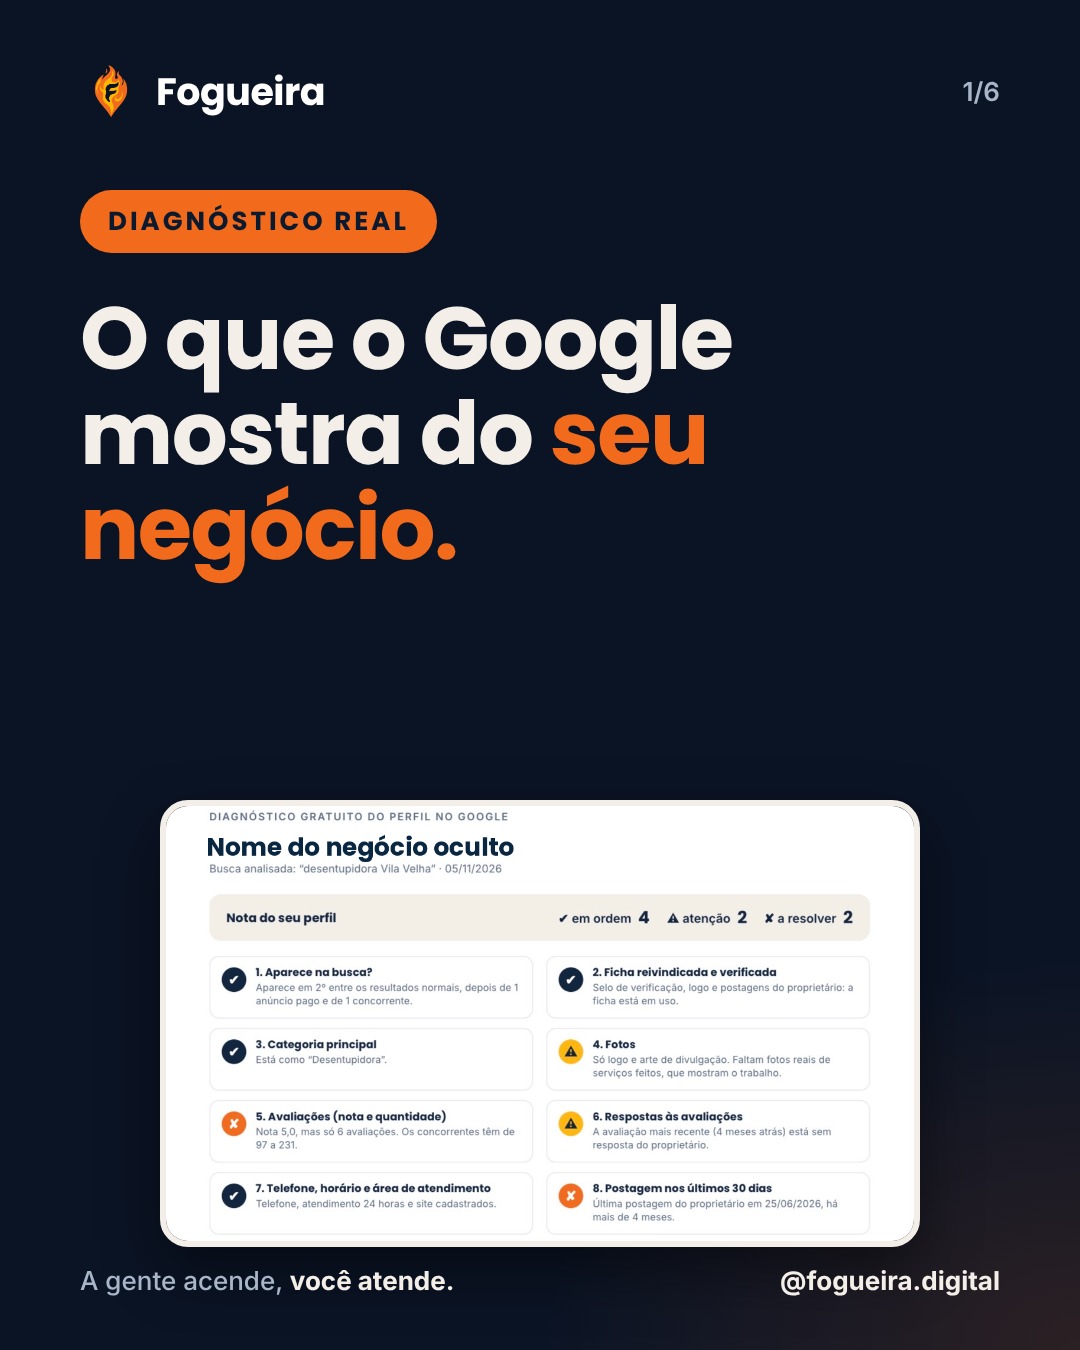 Fogueira
1/6
DIAGNÓSTICO REAL
O que o Google
mostra do seu
negócio.
DIAGNÓSTICO GRATUITO DO PERFIL NO GOOGLE
Nome do negócio oculto
Busca analisada: “desentupidora Vila Velha” · 05/11/2026
Nota do seu perfil
✔ em ordem 4 ⚠ atenção 2 ✘ a resolver 2
1. Aparece na busca?
Aparece em 2º entre os resultados normais, depois de 1
anúncio pago e de 1 concorrente.
2. Ficha reivindicada e verificada
Selo de verificação, logo e postagens do proprietário: a
ficha está em uso.
3. Categoria principal
Está como “Desentupidora”.
4. Fotos
Só logo e arte de divulgação. Faltam fotos reais de
serviços feitos, que mostram o trabalho.
5. Avaliações (nota e quantidade)
Nota 5,0, mas só 6 avaliações. Os concorrentes têm de
97 a 231.
6. Respostas às avaliações
A avaliação mais recente (4 meses atrás) está sem
resposta do proprietário.
7. Telefone, horário e área de atendimento
Telefone, atendimento 24 horas e site cadastrados.
8. Postagem nos últimos 30 dias
Última postagem do proprietário em 25/06/2026, há
mais de 4 meses.
A gente acende, você atende.
@fogueira.digital